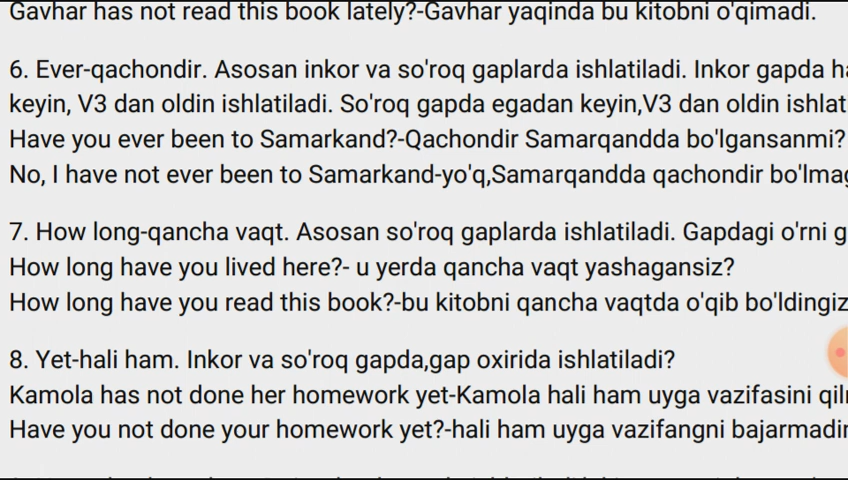 Gavhar has not read this book lately?-Gavhar yaqinda bu kitobni o'qimadi.
6. Ever-qachondir. Asosan inkor va so'roq gaplarda ishlatiladi. Inkor gapda
keyin, V3 dan oldin ishlatiladi. So'roq gapda egadan keyin,V3 dan oldin ishlat
Have you ever been to Samarkand?-Qachondir Samarqandda bo'lgansanmi?
No, I have not ever been to Samarkand-yo'q,Samarqandda qachondir bo'lmag
7. How long-qancha vaqt. Asosan so'roq gaplarda ishlatiladi. Gapdagi o'rni g
How long have you lived here?- u yerda qancha vaqt yashagansiz?
How long have you read this book?-bu kitobni qancha vaqtda o'qib bo'ldingiz
8. Yet-hali ham. Inkor va so'roq gapda,gap oxirida ishlatiladi?
Kamola has not done her homework yet-Kamola hali ham uyga vazifasini
Have you not done your homework yet?-hali ham uyga vazifangni bajarmadi